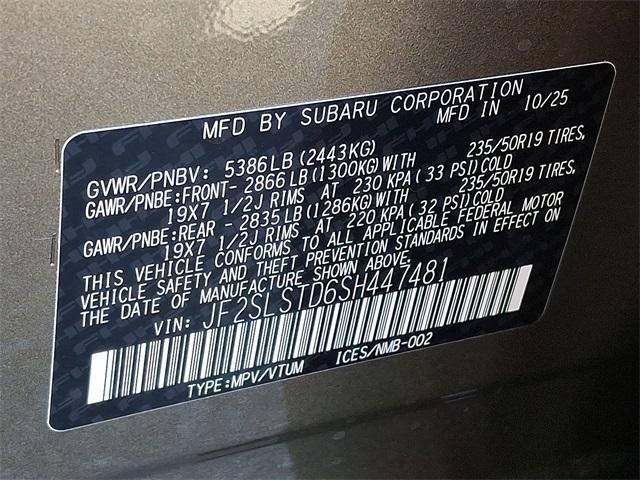 MFD BY SUBARU CORPORATION
MFD IN 10/25
GVWR/PNBV: 5386LB(2443KG)
GAWR/PNBE:FRONT- 2866LB(1300KG)WITH 235/50R19 TIRES,
19X7 1/2J RIMS AT 230 KPA(33 PSI)COLD
GAWR/PNBE:REAR - 2835LB(1286KG)WITH 235/50R19 TIRES,
19X7 1/2J RIMS AT 220 KPA(32 PSI)COLD
THIS VEHICLE CONFORMS TO ALL APPLICABLE FEDERAL MOTOR
VEHICLE SAFETY AND THEFT PREVENTION STANDARDS IN EFFECT ON
THE DATE OF MANUFACTURE SHOWN ABOVE.
VIN: JF2SLSTD6SH447481
TYPE:MPV/VTUM ICES/NMB-002